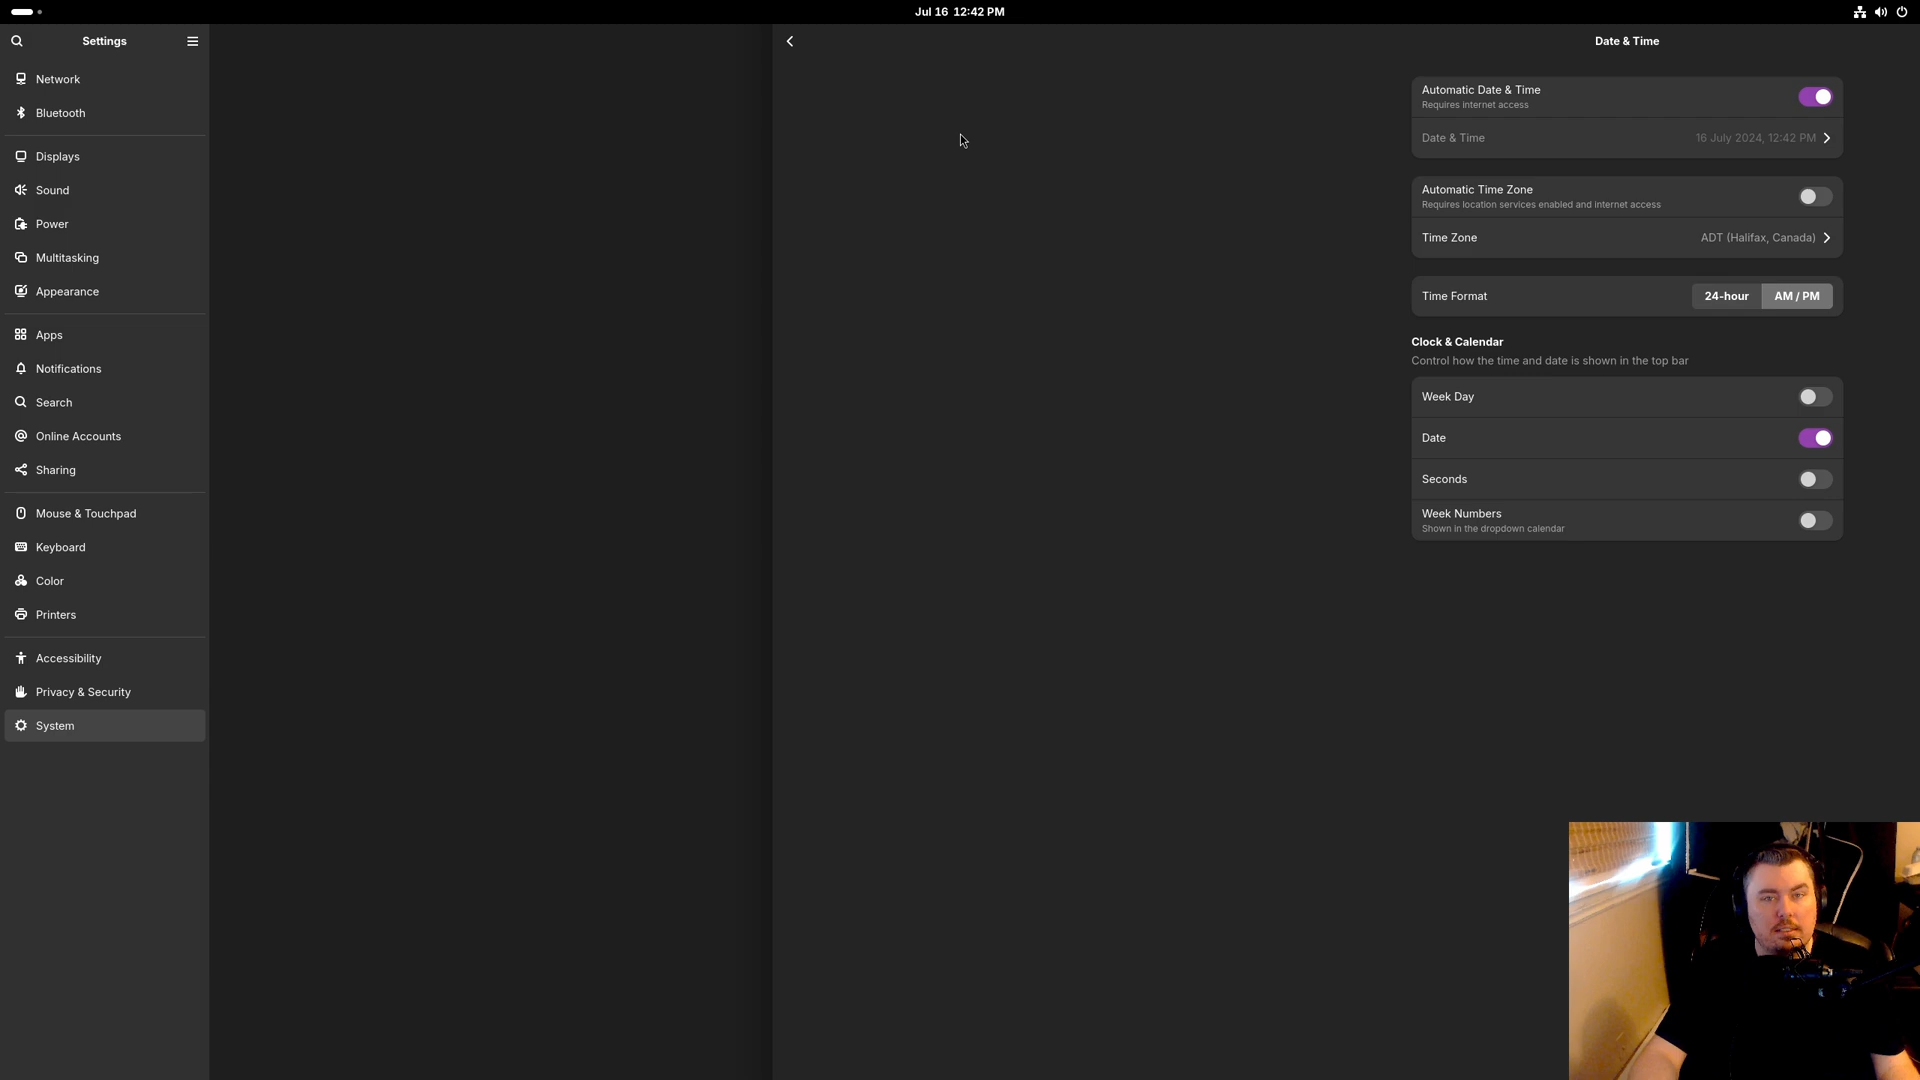 Jul 16 12:42 PM
Settings
Network
Bluetooth
Displays
Sound
Power
Multitasking
Appearance
Apps
Notifications
Search
Online Accounts
Sharing
Mouse & Touchpad
Keyboard
Color
Printers
Accessibility
Privacy & Security
System
Date & Time
Automatic Date & Time
Requires internet access
Date & Time 16 July 2024, 12:42 PM
Automatic Time Zone
Requires location services enabled and internet access
Time Zone ADT (Halifax, Canada)
Time Format 24-hour AM / PM
Clock & Calendar
Control how the time and date is shown in the top bar
Week Day
Date
Seconds
Week Numbers
Shown in the dropdown calendar